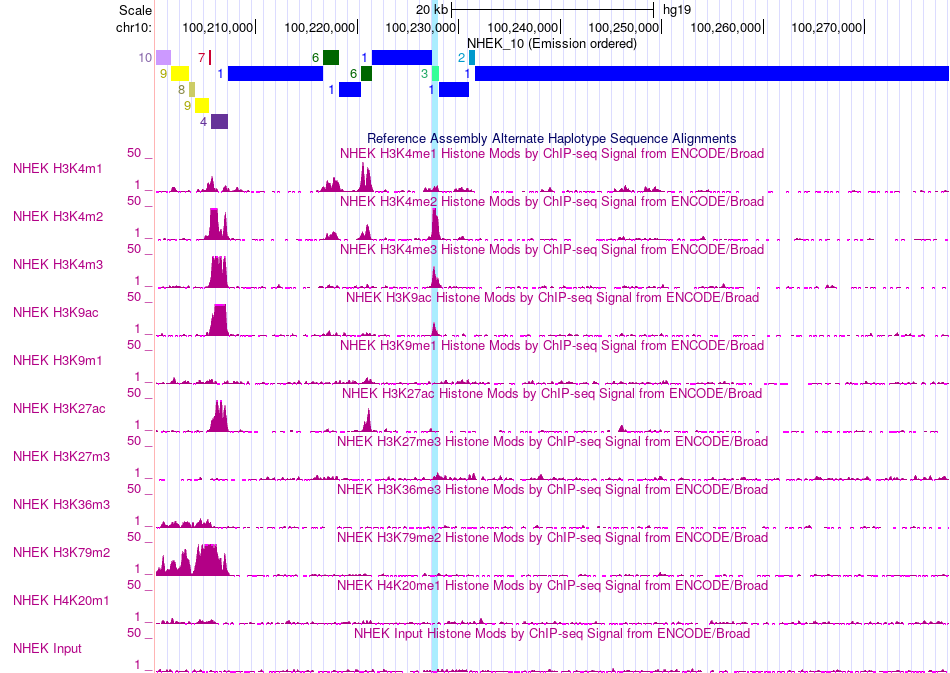 Scale 20 kb hg19
chr10: 100,210,000 100,220,000 100,230,000 100,240,000 100,250,000 100,260,000 100,270,000
NHEK_10 (Emission ordered)
10 7 6 1 2
9 1 6 3 1
8 1 1
9
4
Reference Assembly Alternate Haplotype Sequence Alignments
50 _ NHEK H3K4me1 Histone Mods by ChIP-seq Signal from ENCODE/Broad
NHEK H3K4m1
1 _
50 _ NHEK H3K4me2 Histone Mods by ChIP-seq Signal from ENCODE/Broad
NHEK H3K4m2
1 _
50 _ NHEK H3K4me3 Histone Mods by ChIP-seq Signal from ENCODE/Broad
NHEK H3K4m3
1 _
50 _ NHEK H3K9ac Histone Mods by ChIP-seq Signal from ENCODE/Broad
NHEK H3K9ac
1 _
50 _ NHEK H3K9me1 Histone Mods by ChIP-seq Signal from ENCODE/Broad
NHEK H3K9m1
1 _
50 _ NHEK H3K27ac Histone Mods by ChIP-seq Signal from ENCODE/Broad
NHEK H3K27ac
1 _
50 _ NHEK H3K27me3 Histone Mods by ChIP-seq Signal from ENCODE/Broad
NHEK H3K27m3
1 _
50 _ NHEK H3K36me3 Histone Mods by ChIP-seq Signal from ENCODE/Broad
NHEK H3K36m3
1 _
50 _ NHEK H3K79me2 Histone Mods by ChIP-seq Signal from ENCODE/Broad
NHEK H3K79m2
1 _
50 _ NHEK H4K20me1 Histone Mods by ChIP-seq Signal from ENCODE/Broad
NHEK H4K20m1
1 _
50 _ NHEK Input Histone Mods by ChIP-seq Signal from ENCODE/Broad
NHEK Input
1 _